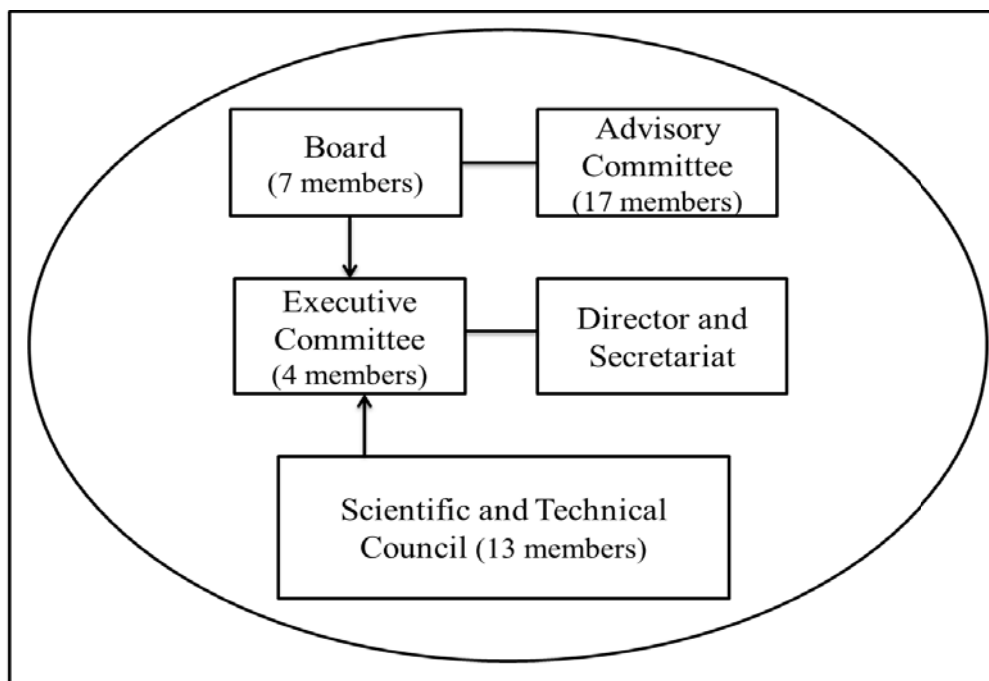 Board
(7 members)
Advisory
Committee
(17 members)
Executive
Committee
(4 members)
Director and
Secretariat
Scientific and Technical
Council (13 members)